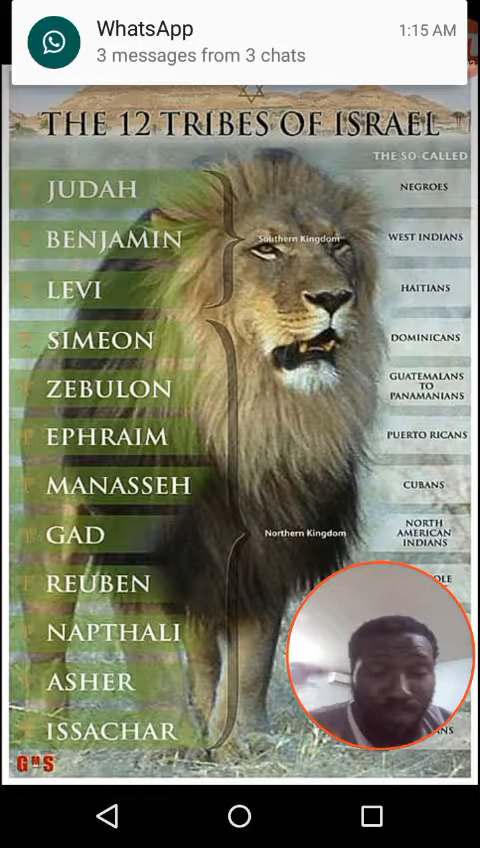 WhatsApp
1:15 AM
3 messages from 3 chats
THE 12 TRIBES OF ISRAEL
THE SO-CALLED
JUDAH
NEGROES
BENJAMIN
Southern Kingdom
WEST INDIANS
LEVI
HAITIANS
SIMEON
DOMINICANS
ZEBULON
GUATEMALANS
TO
PANAMANIANS
EPHRAIM
PUERTO RICANS
MANASSEH
CUBANS
GAD
Northern Kingdom
NORTH
AMERICAN
INDIANS
REUBEN
NAPTHALI
ASHER
ISSACHAR
GMS